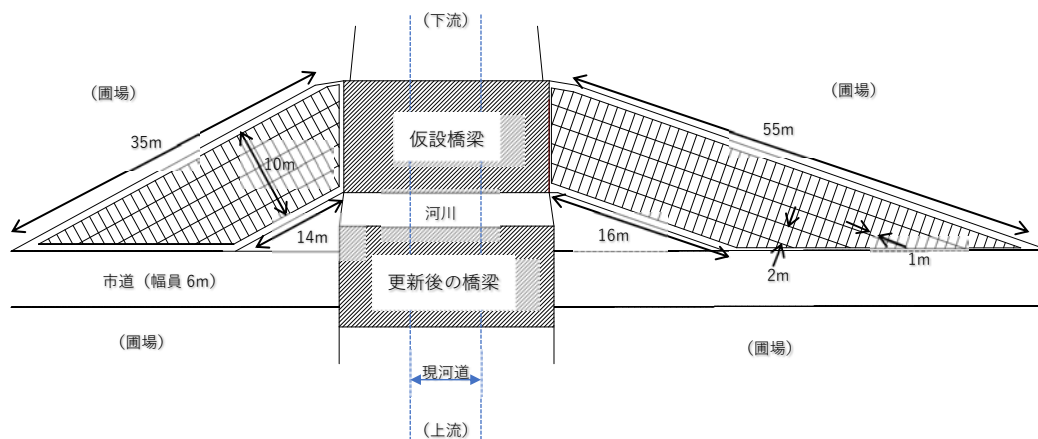 （下流）
（圃場）
（圃場）
35m
55m
仮設橋梁
10m
河川
14m
16m
1m
2m
市道（幅員 6m）
更新後の橋梁
（圃場）
（圃場）
現河道
（上流）